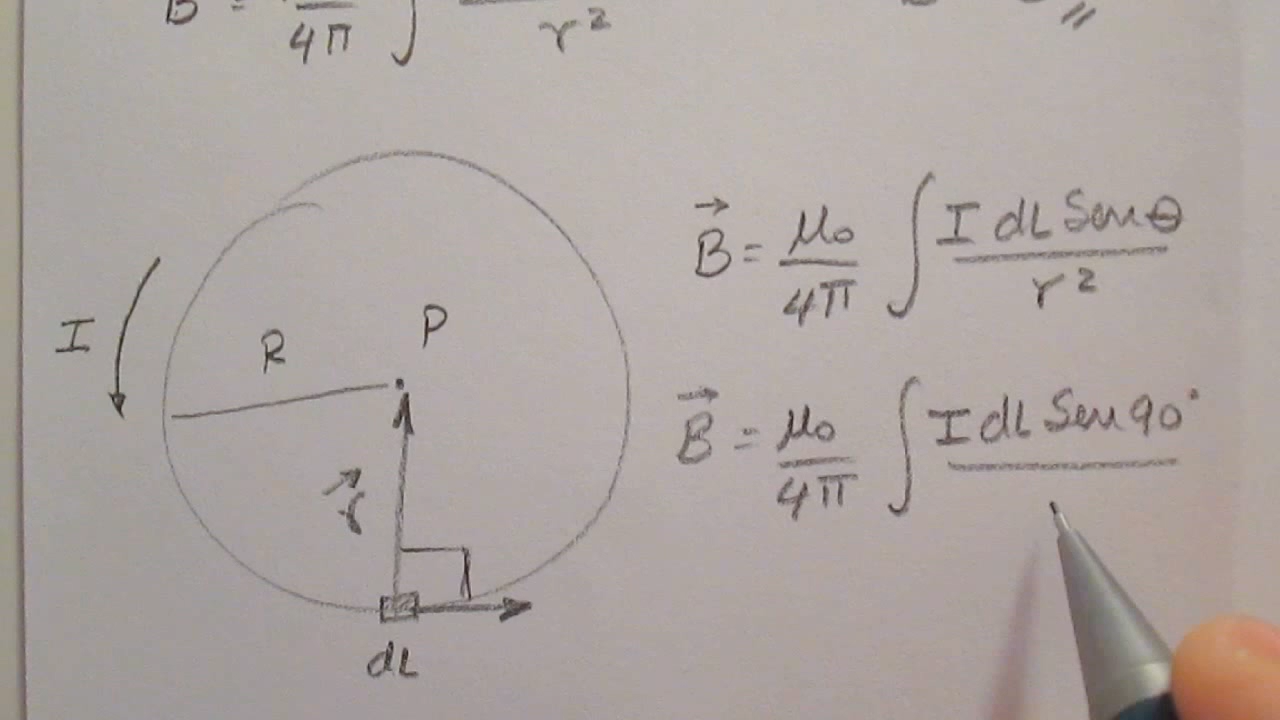 B = 4π ∫ r²
B⃗ = μ₀/4π ∫ I dL Sen θ / r²
I
R
P
B⃗ = μ₀/4π ∫ I dL Sen 90°
r⃗
dL